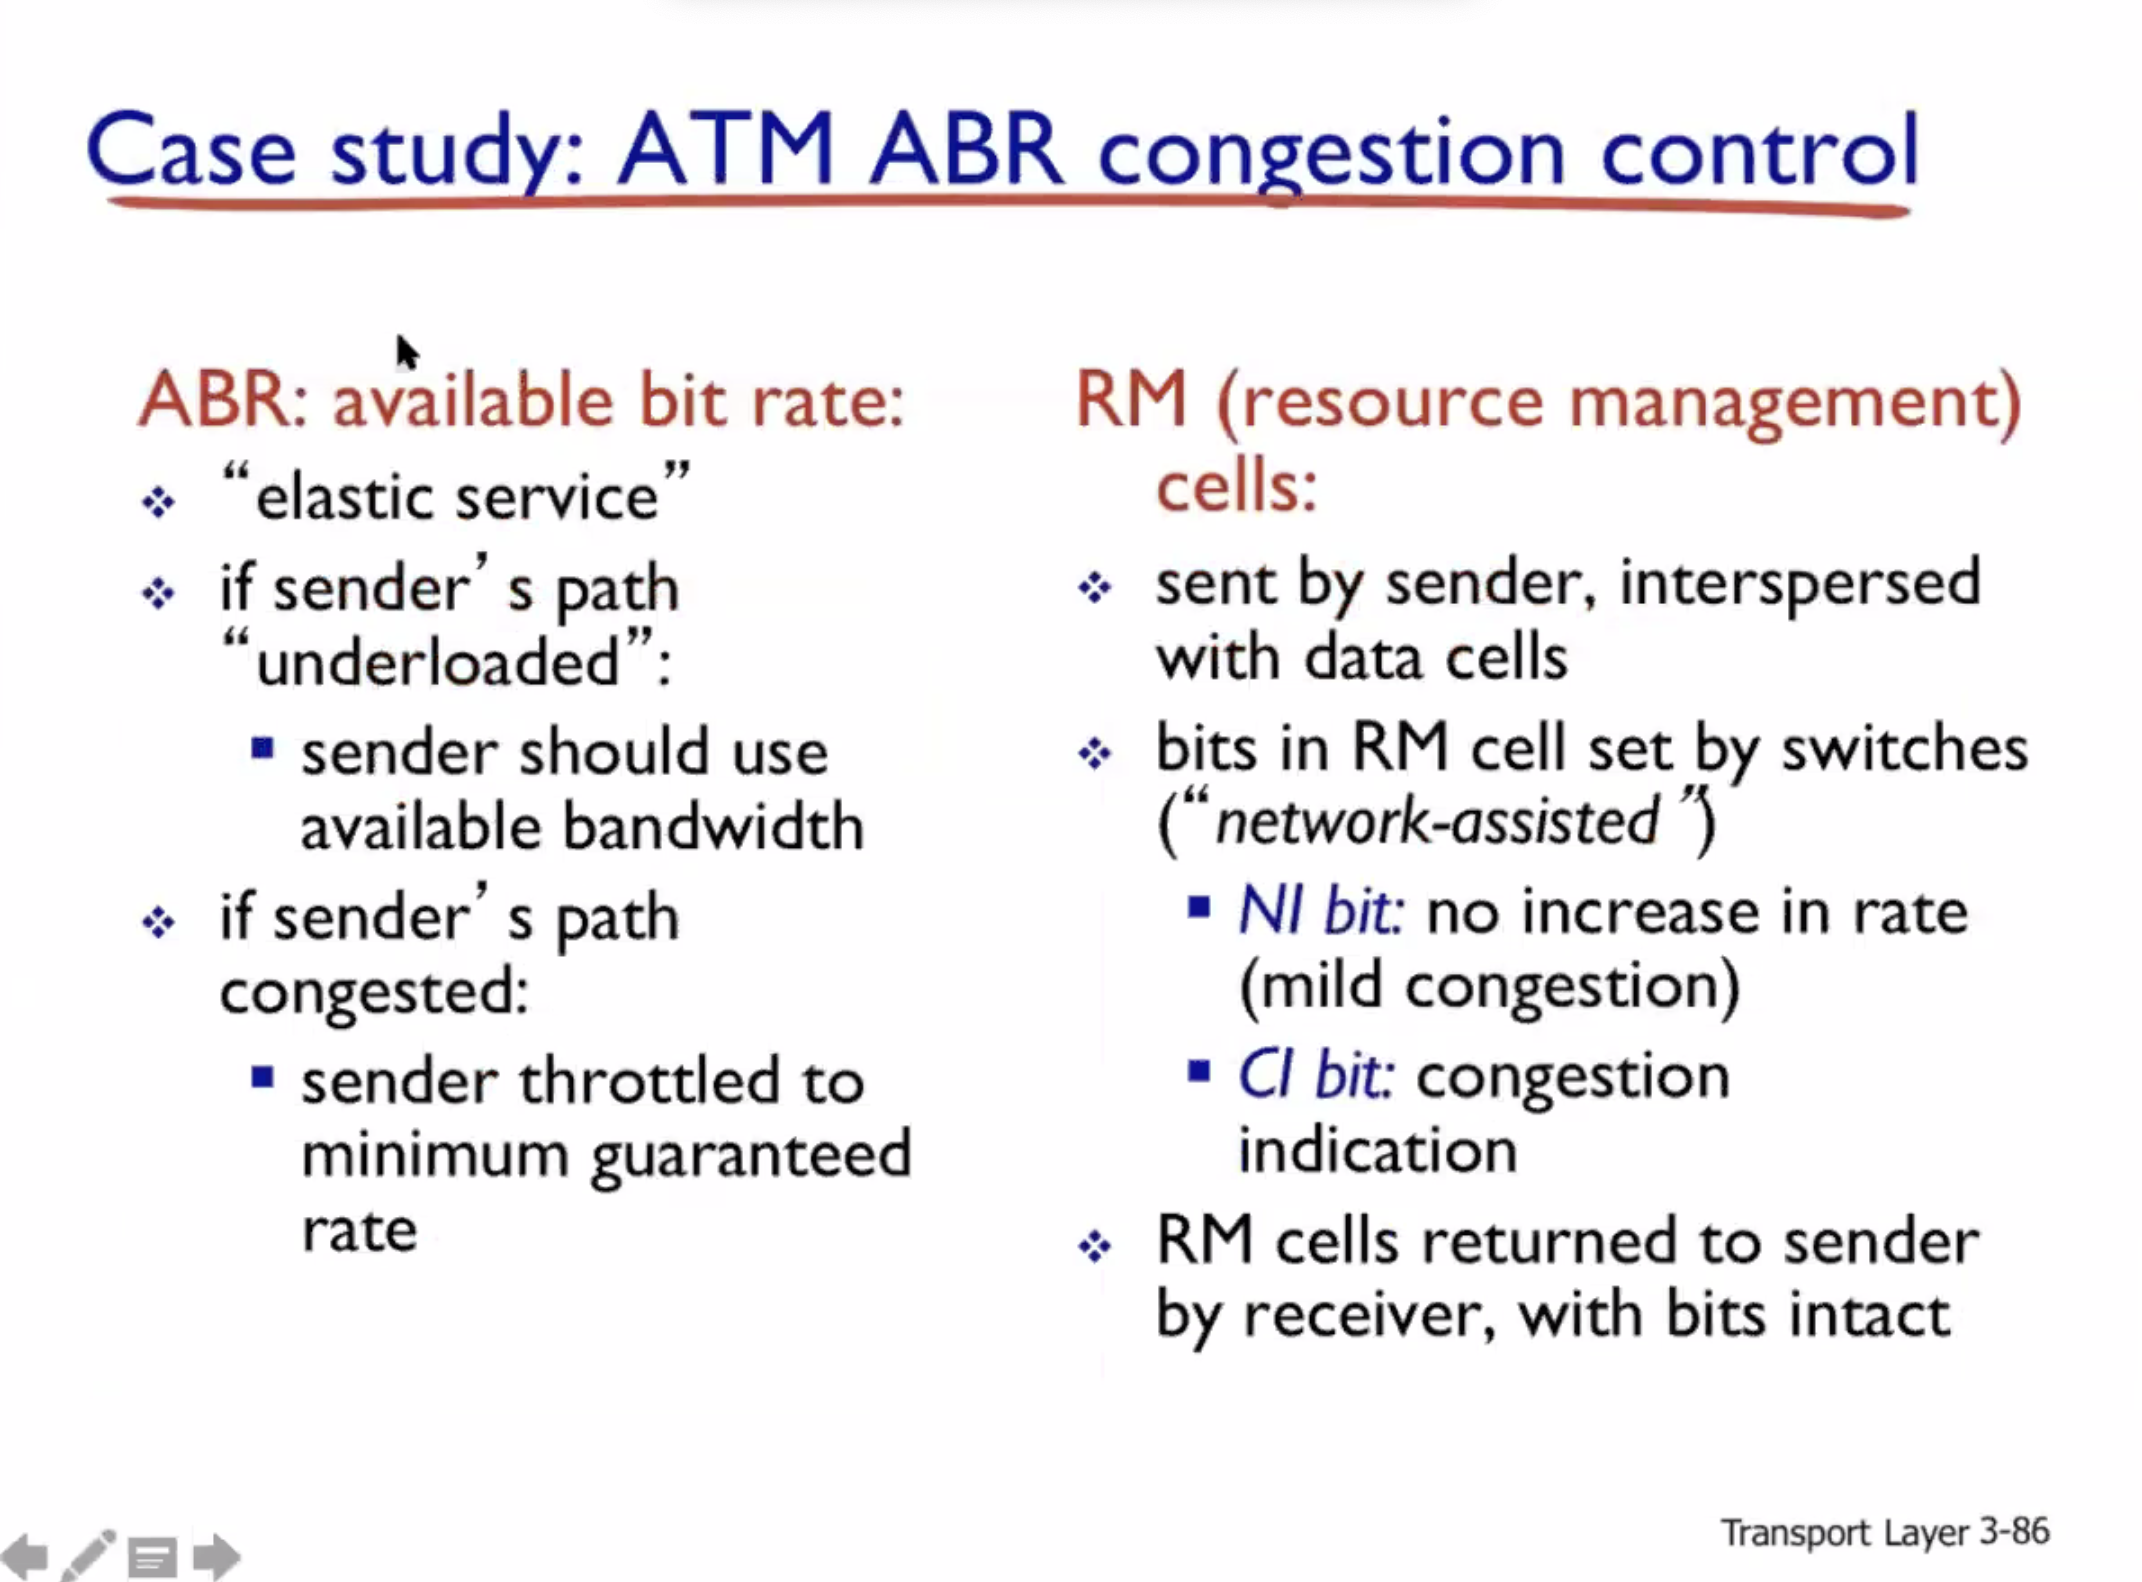 Case study: ATM ABR congestion control
ABR: available bit rate:
“elastic service”
if sender’s path
“underloaded”:
sender should use
available bandwidth
if sender’s path
congested:
sender throttled to
minimum guaranteed
rate
RM (resource management)
cells:
sent by sender, interspersed
with data cells
bits in RM cell set by switches
(“network-assisted”)
NI bit: no increase in rate
(mild congestion)
CI bit: congestion
indication
RM cells returned to sender
by receiver, with bits intact
Transport Layer 3-86